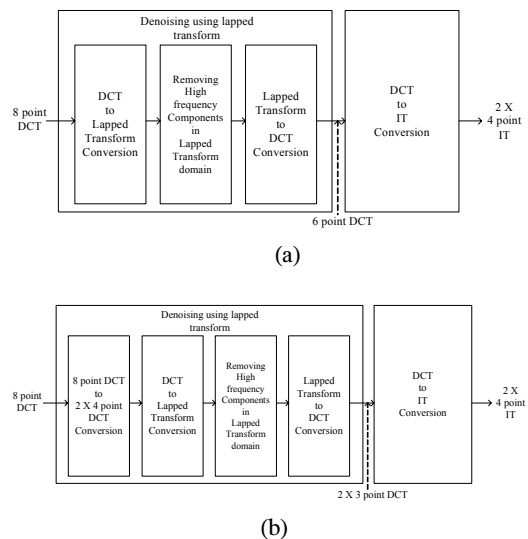 Denoising using lapped
transform
8 point
DCT
DCT
to
Lapped
Transform
Conversion
Removing
High
frequency
Components
in
Lapped
Transform
domain
Lapped
Transform
to
DCT
Conversion
DCT
to
IT
Conversion
2 X
4
point
IT
6 point DCT
(a)
Denoising using lapped
transform
8 point
DCT
8 point DCT
to
2 X 4 point
DCT
Conversion
DCT
to
Lapped
Transform
Conversion
Removing
High
frequency
Components
in
Lapped
Transform
domain
Lapped
Transform
to
DCT
Conversion
DCT
to
IT
Conversion
2 X
4 point
IT
2 X 3 point DCT
(b)